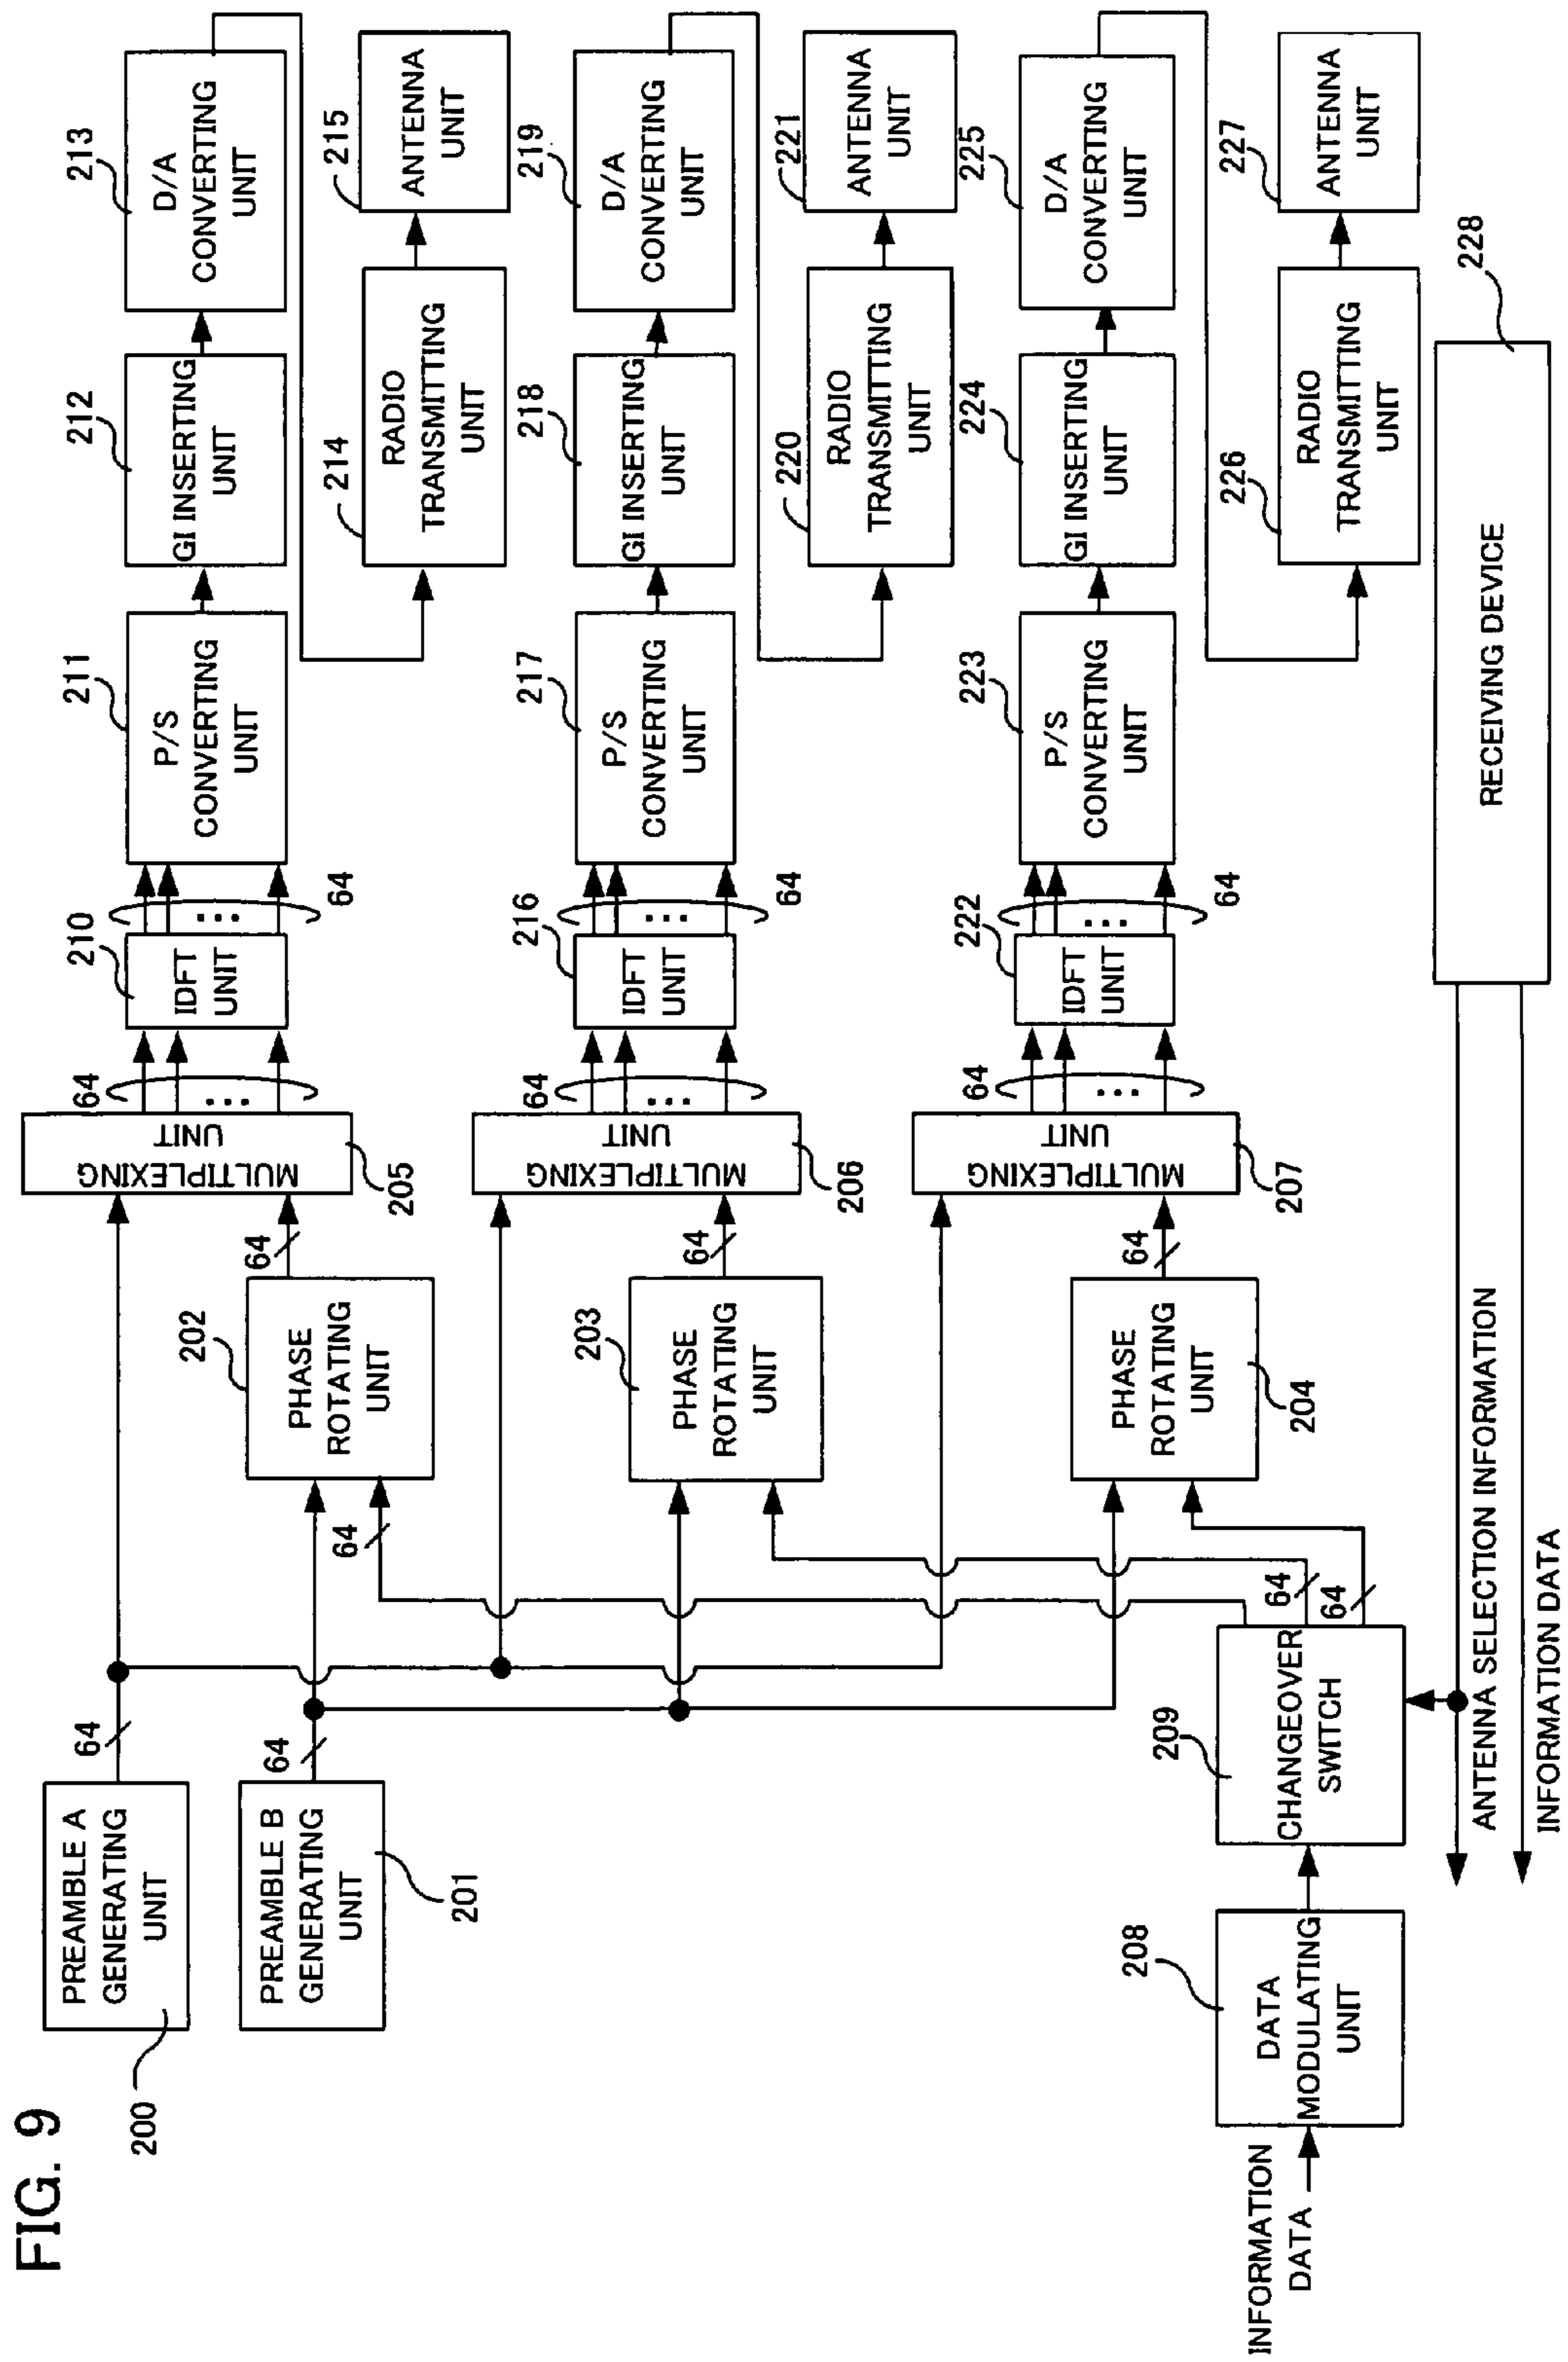 FIG. 9
200
PREAMBLE A
GENERATING
UNIT
64
PREAMBLE B
GENERATING
UNIT
201
64
202
PHASE
ROTATING
UNIT
64
64
203
PHASE
ROTATING
UNIT
64
PHASE
ROTATING
UNIT
204
64
MULTIPLEXING
UNIT
205
64
MULTIPLEXING
UNIT
206
64
MULTIPLEXING
UNIT
207
64
INFORMATION
DATA
208
DATA
MODULATING
UNIT
209
CHANGEOVER
SWITCH
64
64
210
IDFT
UNIT
...
...
64
211
P/S
CONVERTING
UNIT
212
GI INSERTING
UNIT
213
D/A
CONVERTING
UNIT
214
RADIO
TRANSMITTING
UNIT
215
ANTENNA
UNIT
216
IDFT
UNIT
...
...
64
217
P/S
CONVERTING
UNIT
218
GI INSERTING
UNIT
219
D/A
CONVERTING
UNIT
220
RADIO
TRANSMITTING
UNIT
221
ANTENNA
UNIT
222
IDFT
UNIT
...
...
64
223
P/S
CONVERTING
UNIT
224
GI INSERTING
UNIT
225
D/A
CONVERTING
UNIT
226
RADIO
TRANSMITTING
UNIT
227
ANTENNA
UNIT
228
RECEIVING DEVICE
ANTENNA SELECTION INFORMATION
INFORMATION DATA